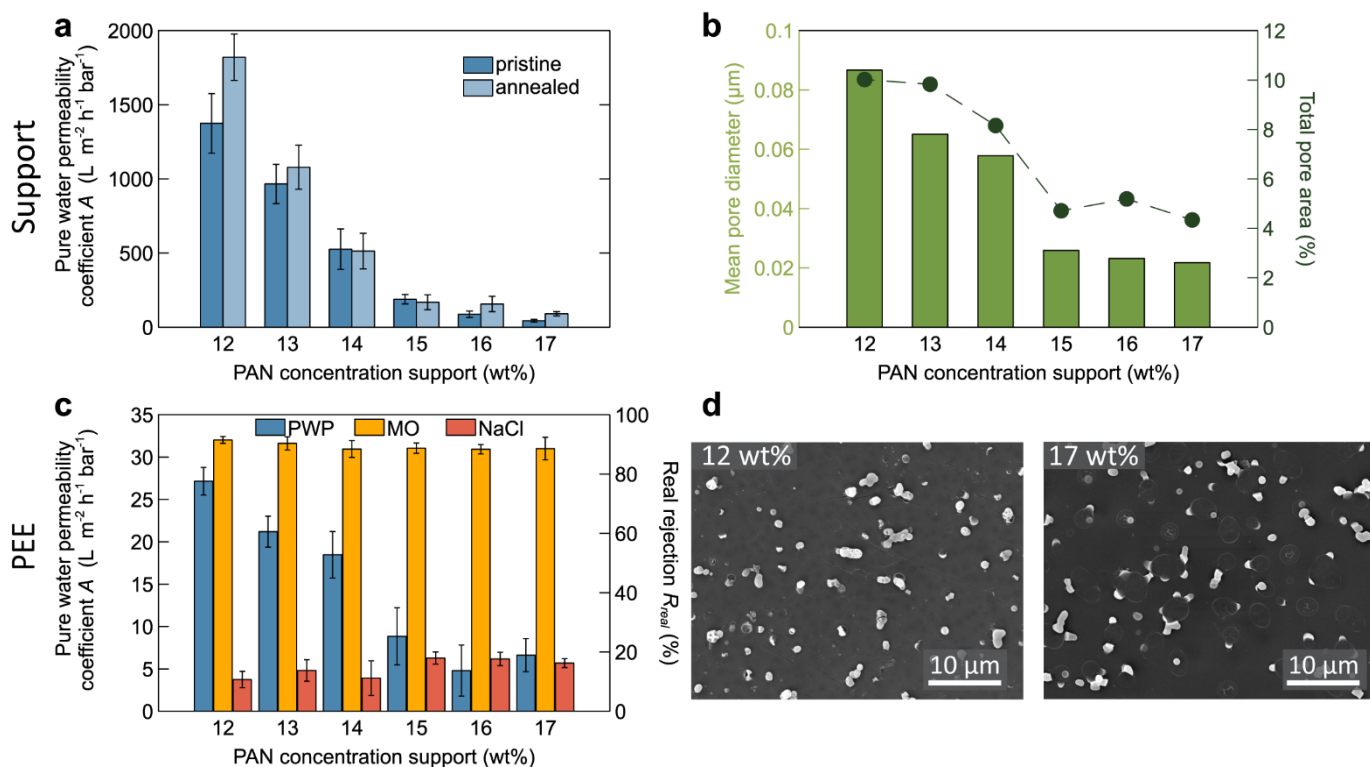 Support
a
Pure water permeability
coefficient A (L m⁻² h⁻¹ bar⁻¹)
2000
1500
1000
500
0
pristine
annealed
12 13 14 15 16 17
PAN concentration support (wt%)
b
Mean pore diameter (µm)
0.1
0.08
0.06
0.04
0.02
0
12
10
8
6
4
2
0
Total pore area (%)
12 13 14 15 16 17
PAN concentration support (wt%)
PEE
c
Pure water permeability
coefficient A (L m⁻² h⁻¹ bar⁻¹)
35
30
25
20
15
10
5
0
PWP MO NaCl
100
80
60
40
20
0
Real rejection Rreal (%)
12 13 14 15 16 17
PAN concentration support (wt%)
d
12 wt%
10 µm
17 wt%
10 µm